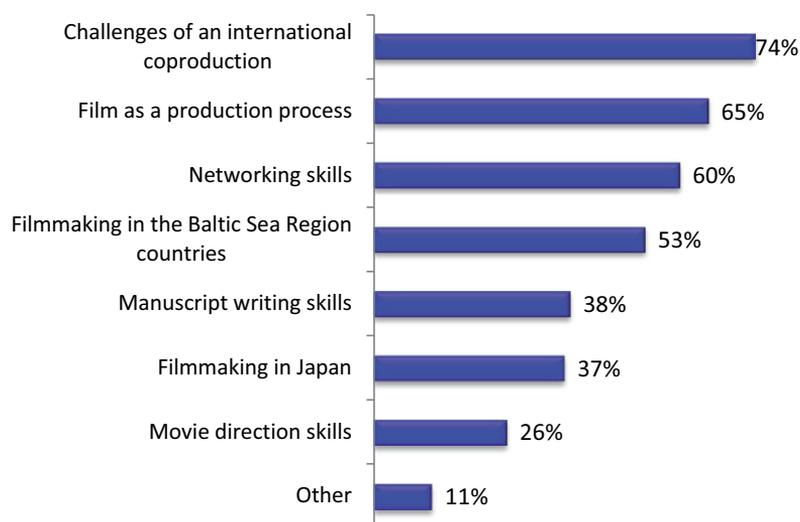 Challenges of an international
coproduction
74%
Film as a production process
65%
Networking skills
60%
Filmmaking in the Baltic Sea Region
countries
53%
Manuscript writing skills
38%
Filmmaking in Japan
37%
Movie direction skills
26%
Other
11%